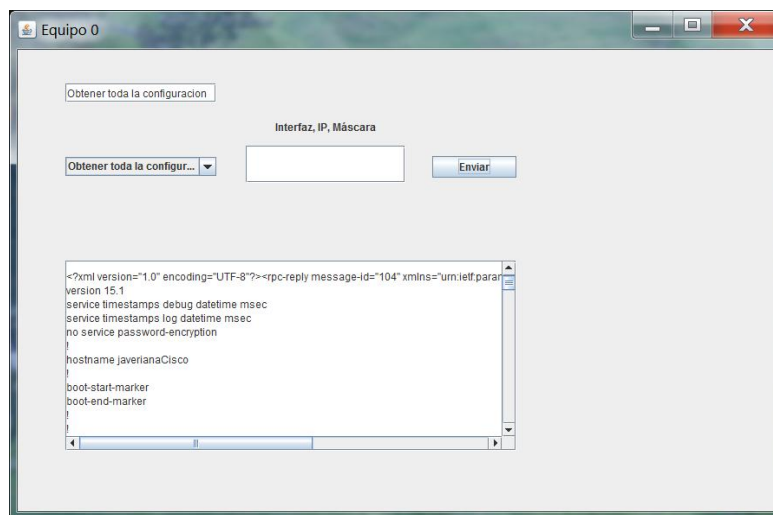 Equipo 0
Obtener toda la configuracion
Interfaz, IP, Máscara
Obtener toda la configur...
Enviar
<?xml version="1.0" encoding="UTF-8"?><rpc-reply message-id="104" xmlns="urn:ietf:param
version 15.1
service timestamps debug datetime msec
service timestamps log datetime msec
no service password-encryption
!
hostname javerianaCisco
!
boot-start-marker
boot-end-marker
!
!